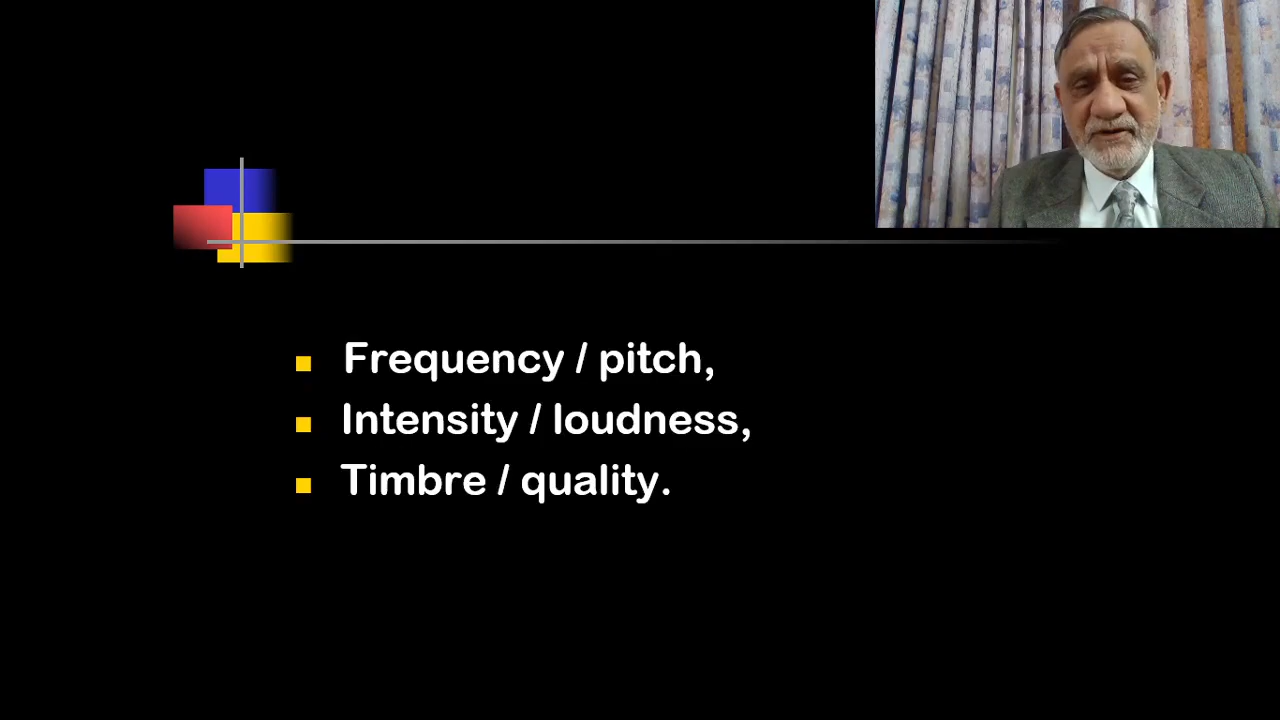 Frequency / pitch,
Intensity / loudness,
Timbre / quality.